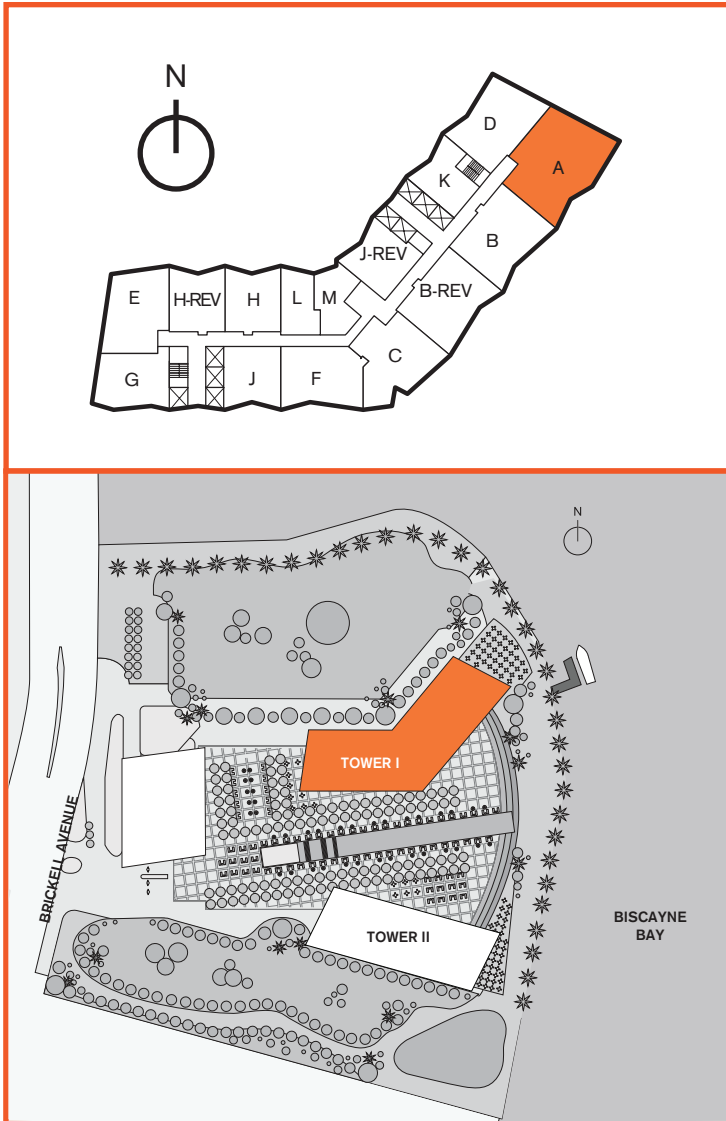 N
D
A
K
B
J-REV
B-REV
E
H-REV
H
L
M
C
G
J
F
N
TOWER I
BRICKELL AVENUE
TOWER II
BISCAYNE
BAY